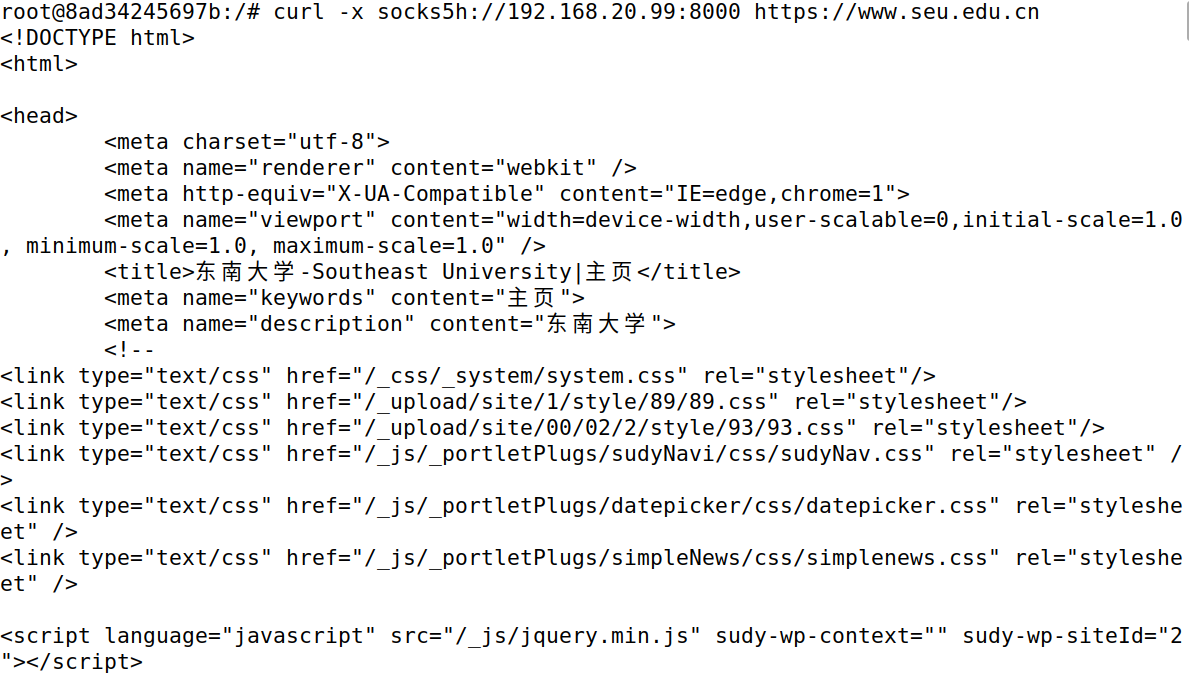 root@8ad34245697b:/# curl -x socks5h://192.168.20.99:8000 https://www.seu.edu.cn
<!DOCTYPE html>
<html>
<head>
<meta charset="utf-8">
<meta name="renderer" content="webkit" />
<meta http-equiv="X-UA-Compatible" content="IE=edge,chrome=1">
<meta name="viewport" content="width=device-width,user-scalable=0,initial-scale=1.0
, minimum-scale=1.0, maximum-scale=1.0" />
<title>东南大学-Southeast University|主页</title>
<meta name="keywords" content="主页">
<meta name="description" content="东南大学">
<!--
<link type="text/css" href="/_css/_system/system.css" rel="stylesheet"/>
<link type="text/css" href="/_upload/site/1/style/89/89.css" rel="stylesheet"/>
<link type="text/css" href="/_upload/site/00/02/2/style/93/93.css" rel="stylesheet"/>
<link type="text/css" href="/_js/_portletPlugs/sudyNavi/css/sudyNav.css" rel="stylesheet" /
>
<link type="text/css" href="/_js/_portletPlugs/datepicker/css/datepicker.css" rel="styleshe
et" />
<link type="text/css" href="/_js/_portletPlugs/simpleNews/css/simplenews.css" rel="styleshe
et" />
<script language="javascript" src="/_js/jquery.min.js" sudy-wp-context="" sudy-wp-siteId="2
"></script>